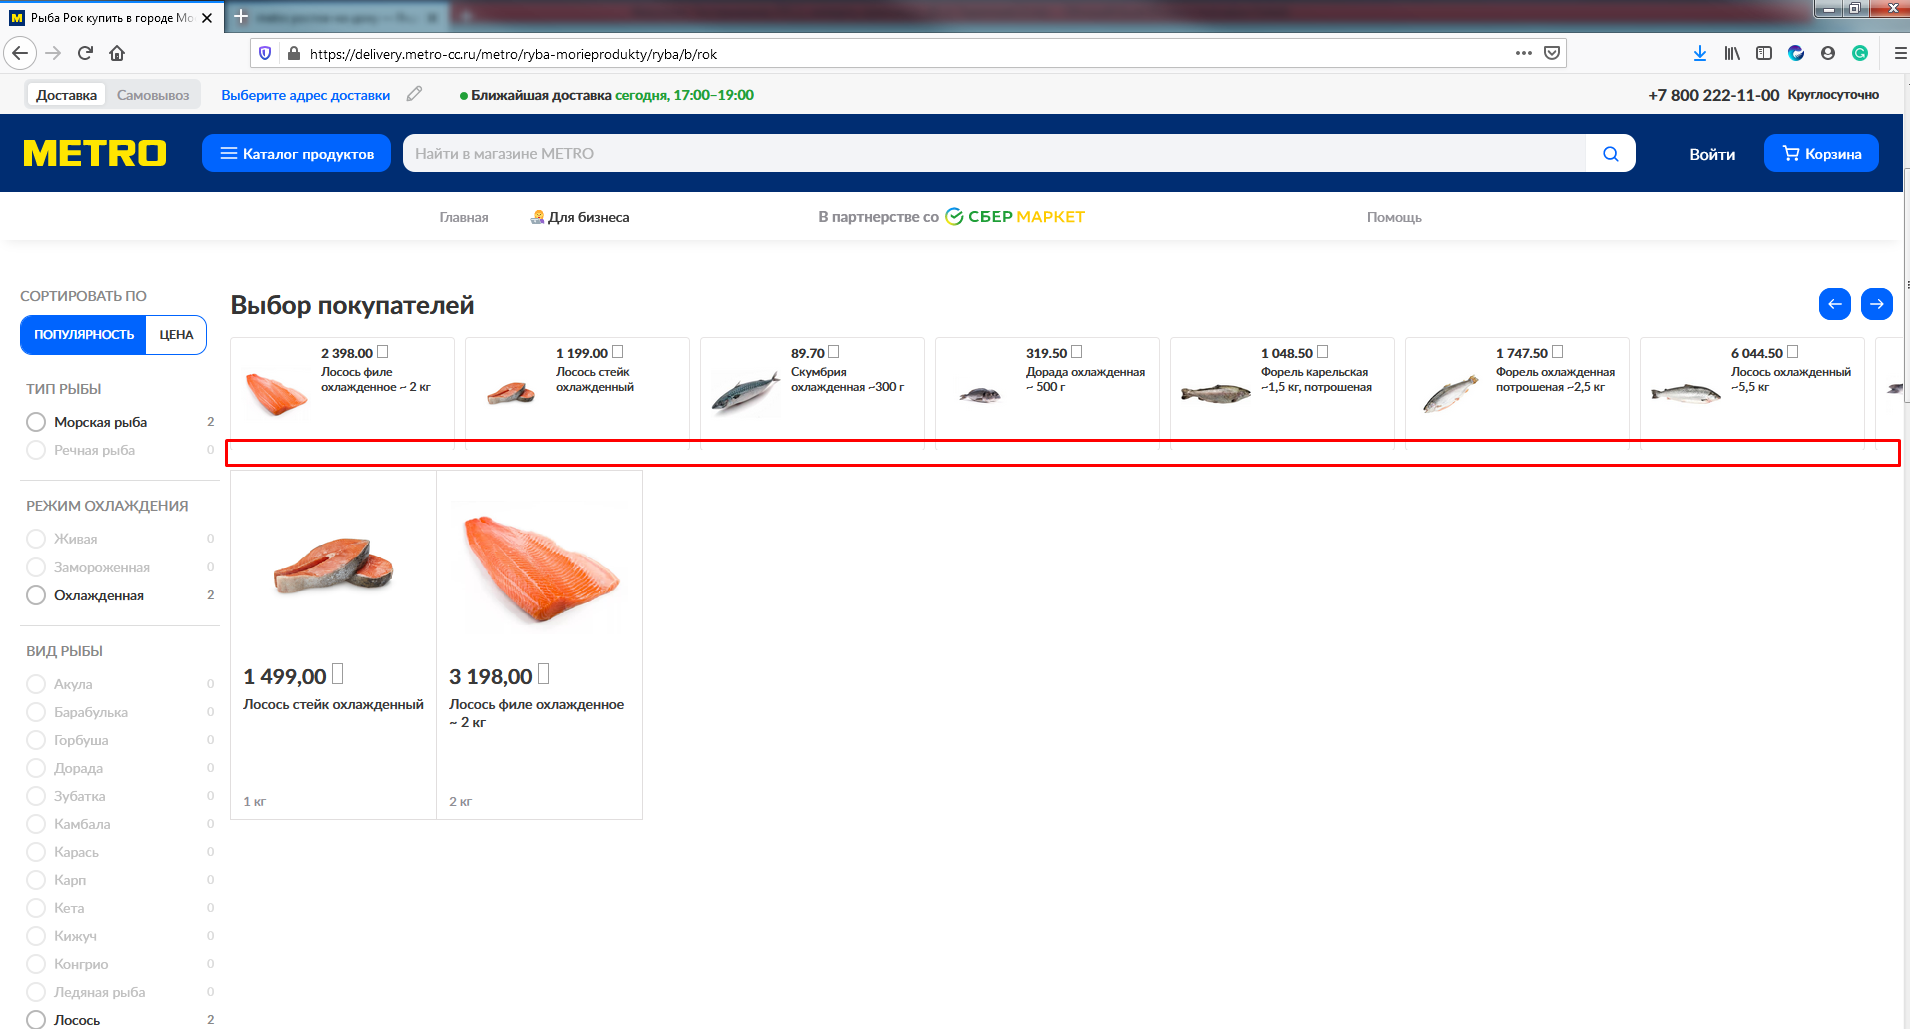 Рыба Рок купить в городе Мо
https://delivery.metro-cc.ru/metro/ryba-morieprodukty/ryba/b/rok
Доставка Самовывоз Выберите адрес доставки Ближайшая доставка сегодня, 17:00–19:00 +7 800 222-11-00 Круглосуточно
METRO Каталог продуктов Найти в магазине METRO Войти Корзина
Главная Для бизнеса В партнерстве со СБЕР МАРКЕТ Помощь
СОРТИРОВАТЬ ПО
ПОПУЛЯРНОСТЬ ЦЕНА
ТИП РЫБЫ
Морская рыба 2
Речная рыба 0
РЕЖИМ ОХЛАЖДЕНИЯ
Живая 0
Замороженная 0
Охлажденная 2
ВИД РЫБЫ
Акула 0
Барабулька 0
Горбуша 0
Дорада 0
Зубатка 0
Камбала 0
Карась 0
Карп 0
Кета 0
Кижуч 0
Конгрио 0
Ледяная рыба 0
Лосось 2
Выбор покупателей
2 398.00
Лосось филе
охлажденное ~ 2 кг
1 199.00
Лосось стейк
охлажденный
89.70
Скумбрия
охлажденная ~300 г
319.50
Дорада охлажденная
~ 500 г
1 048.50
Форель карельская
~1,5 кг, потрошеная
1 747.50
Форель охлажденная
потрошеная ~2,5 кг
6 044.50
Лосось охлажденный
~5,5 кг
1 499,00
Лосось стейк охлажденный
1 кг
3 198,00
Лосось филе охлажденное
~ 2 кг
2 кг